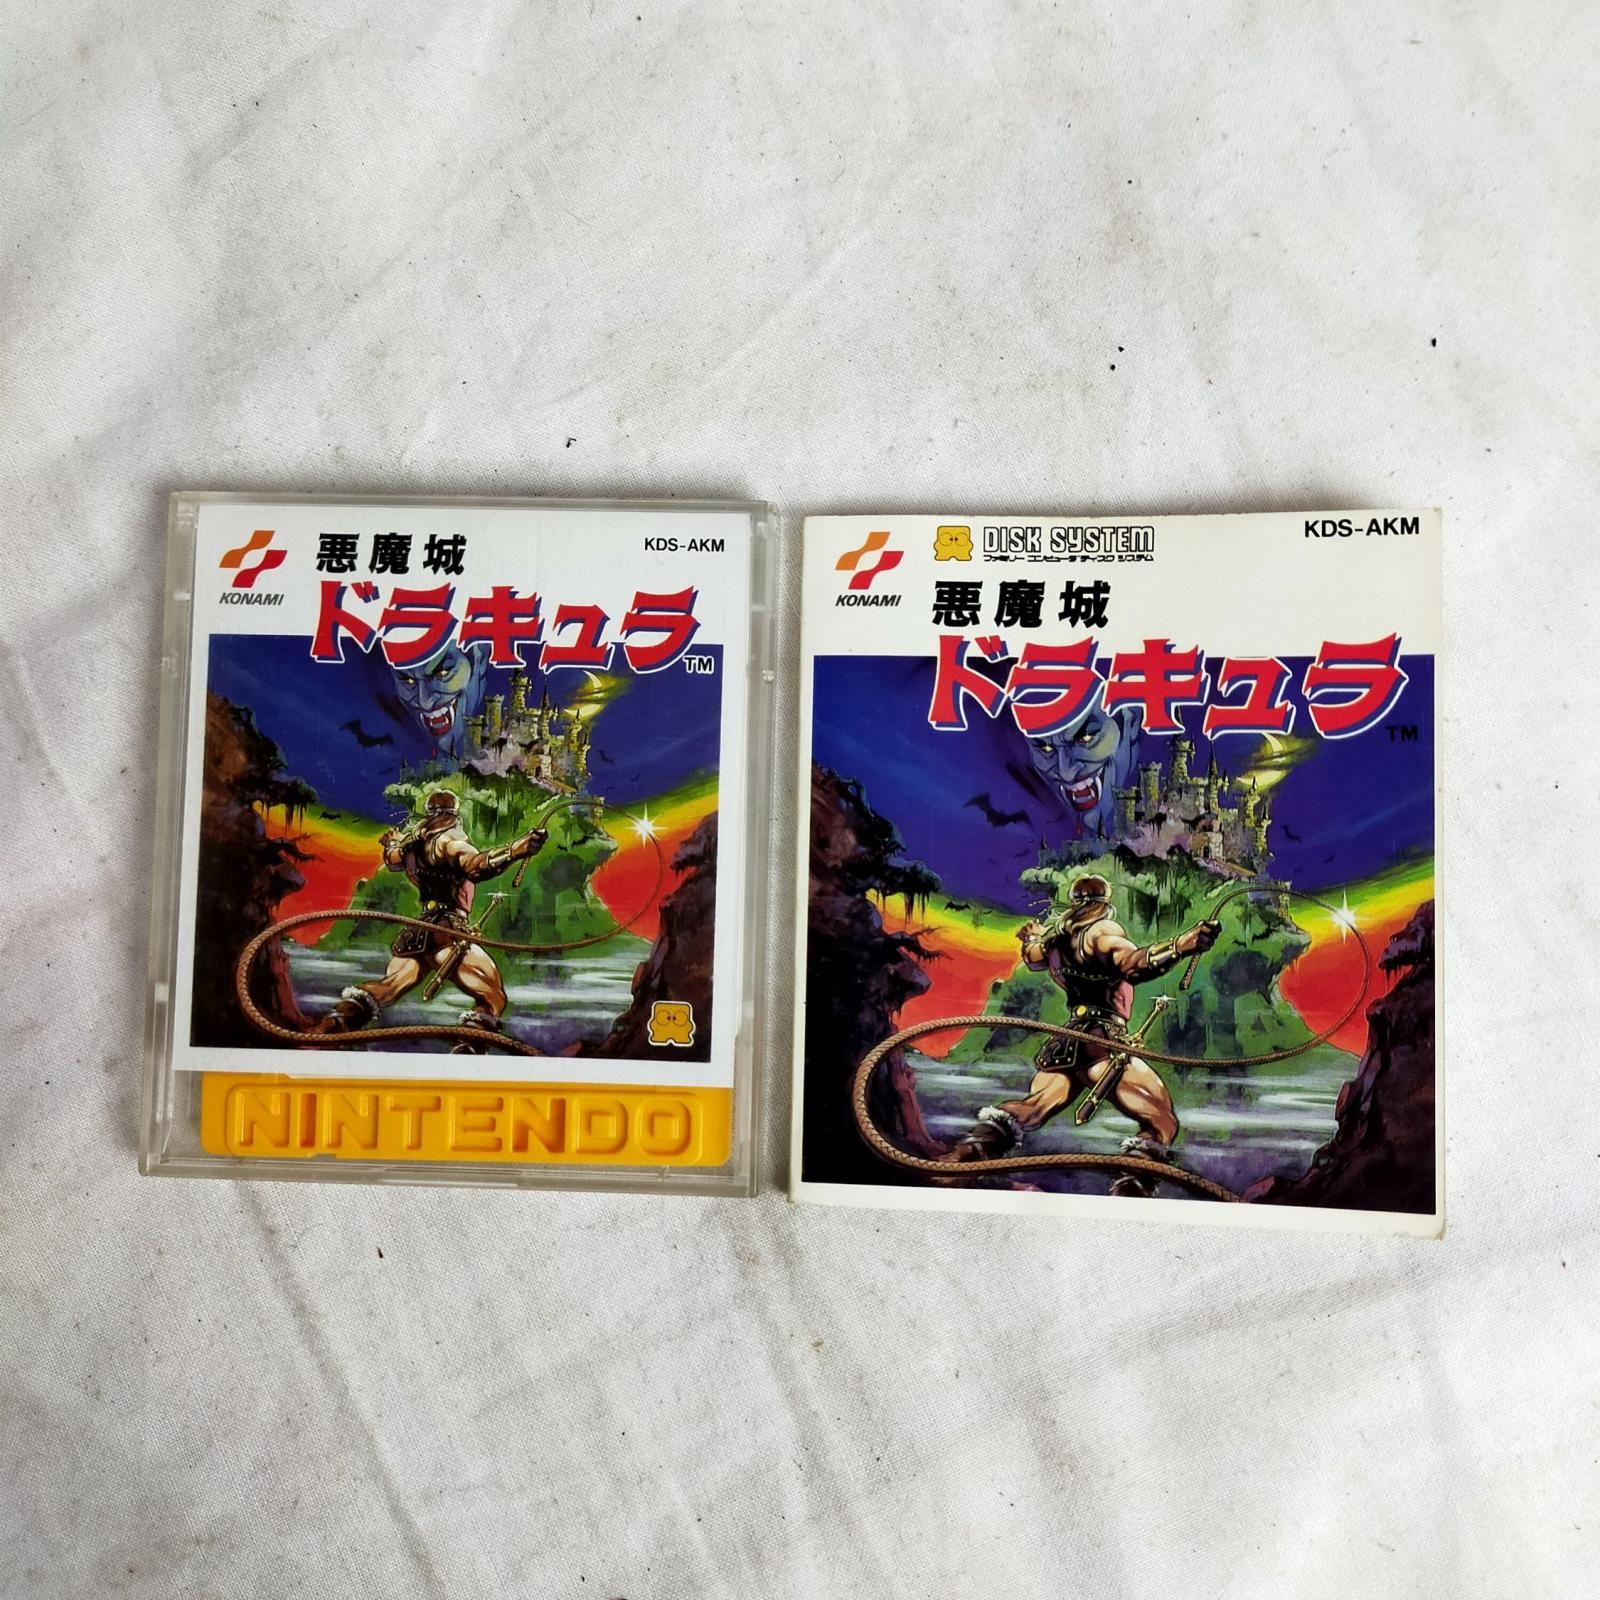 KONAMI
悪魔城
KDS-AKM
ドラキュラ
TM
NINTENDO
DISK SYSTEM
ファミリー コンピュータ ディスク システム
KDS-AKM
KONAMI
悪魔城
ドラキュラ
TM